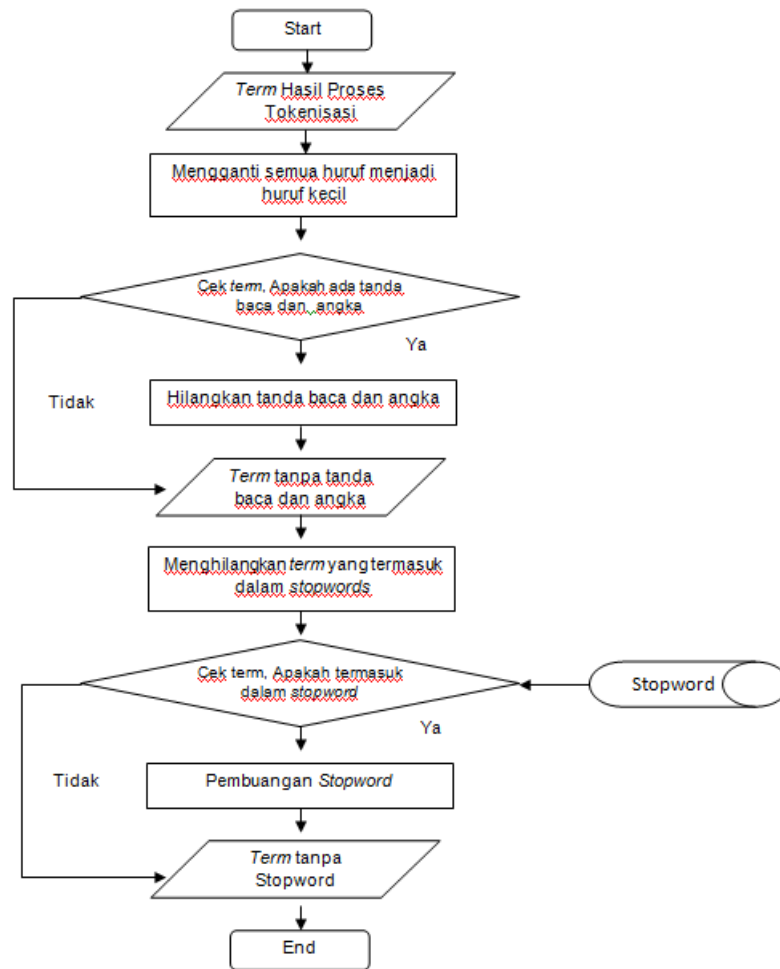 Start
Term Hasil Proses
Tokenisasi
Mengganti semua huruf menjadi
huruf kecil
Cek term, Apakah ada tanda
baca dan angka
Ya
Tidak
Hilangkan tanda baca dan angka
Term tanpa tanda
baca dan angka
Menghilangkan term yang termasuk
dalam stopwords
Cek term, Apakah termasuk
dalam stopword
Stopword
Ya
Tidak
Pembuangan Stopword
Term tanpa
Stopword
End